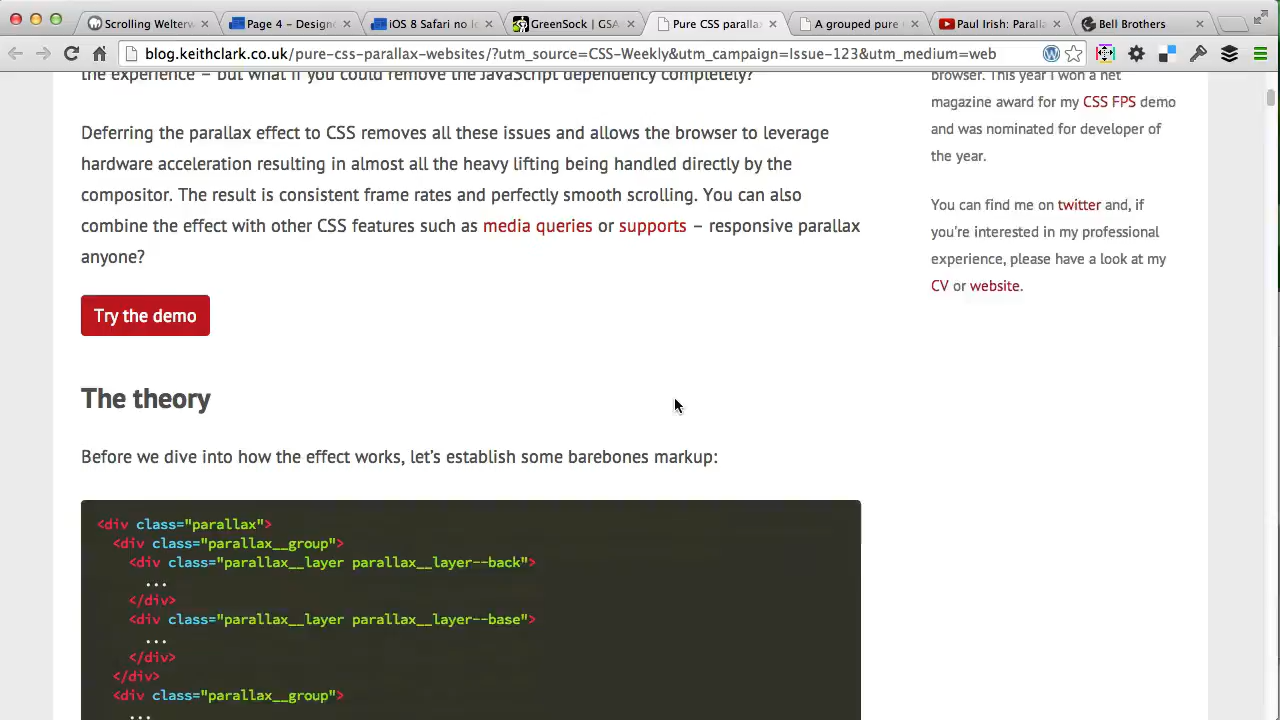 Scrolling Welterw
Page 4 – Design
iOS 8 Safari no lo
GreenSock | GSA
Pure CSS paralla
A grouped pure
Paul Irish: Paralla
Bell Brothers
blog.keithclark.co.uk/pure-css-parallax-websites/?utm_source=CSS-Weekly&utm_campaign=Issue-123&utm_medium=web
the experience – but what if you could remove the JavaScript dependency completely?
Deferring the parallax effect to CSS removes all these issues and allows the browser to leverage
hardware acceleration resulting in almost all the heavy lifting being handled directly by the
compositor. The result is consistent frame rates and perfectly smooth scrolling. You can also
combine the effect with other CSS features such as media queries or supports – responsive parallax
anyone?
Try the demo
The theory
Before we dive into how the effect works, let's establish some barebones markup:
<div class="parallax">
<div class="parallax__group">
<div class="parallax__layer parallax__layer--back">
...
</div>
<div class="parallax__layer parallax__layer--base">
...
</div>
</div>
<div class="parallax__group">
...
browser. This year I won a net
magazine award for my CSS FPS demo
and was nominated for developer of
the year.
You can find me on twitter and, if
you're interested in my professional
experience, please have a look at my
CV or website.